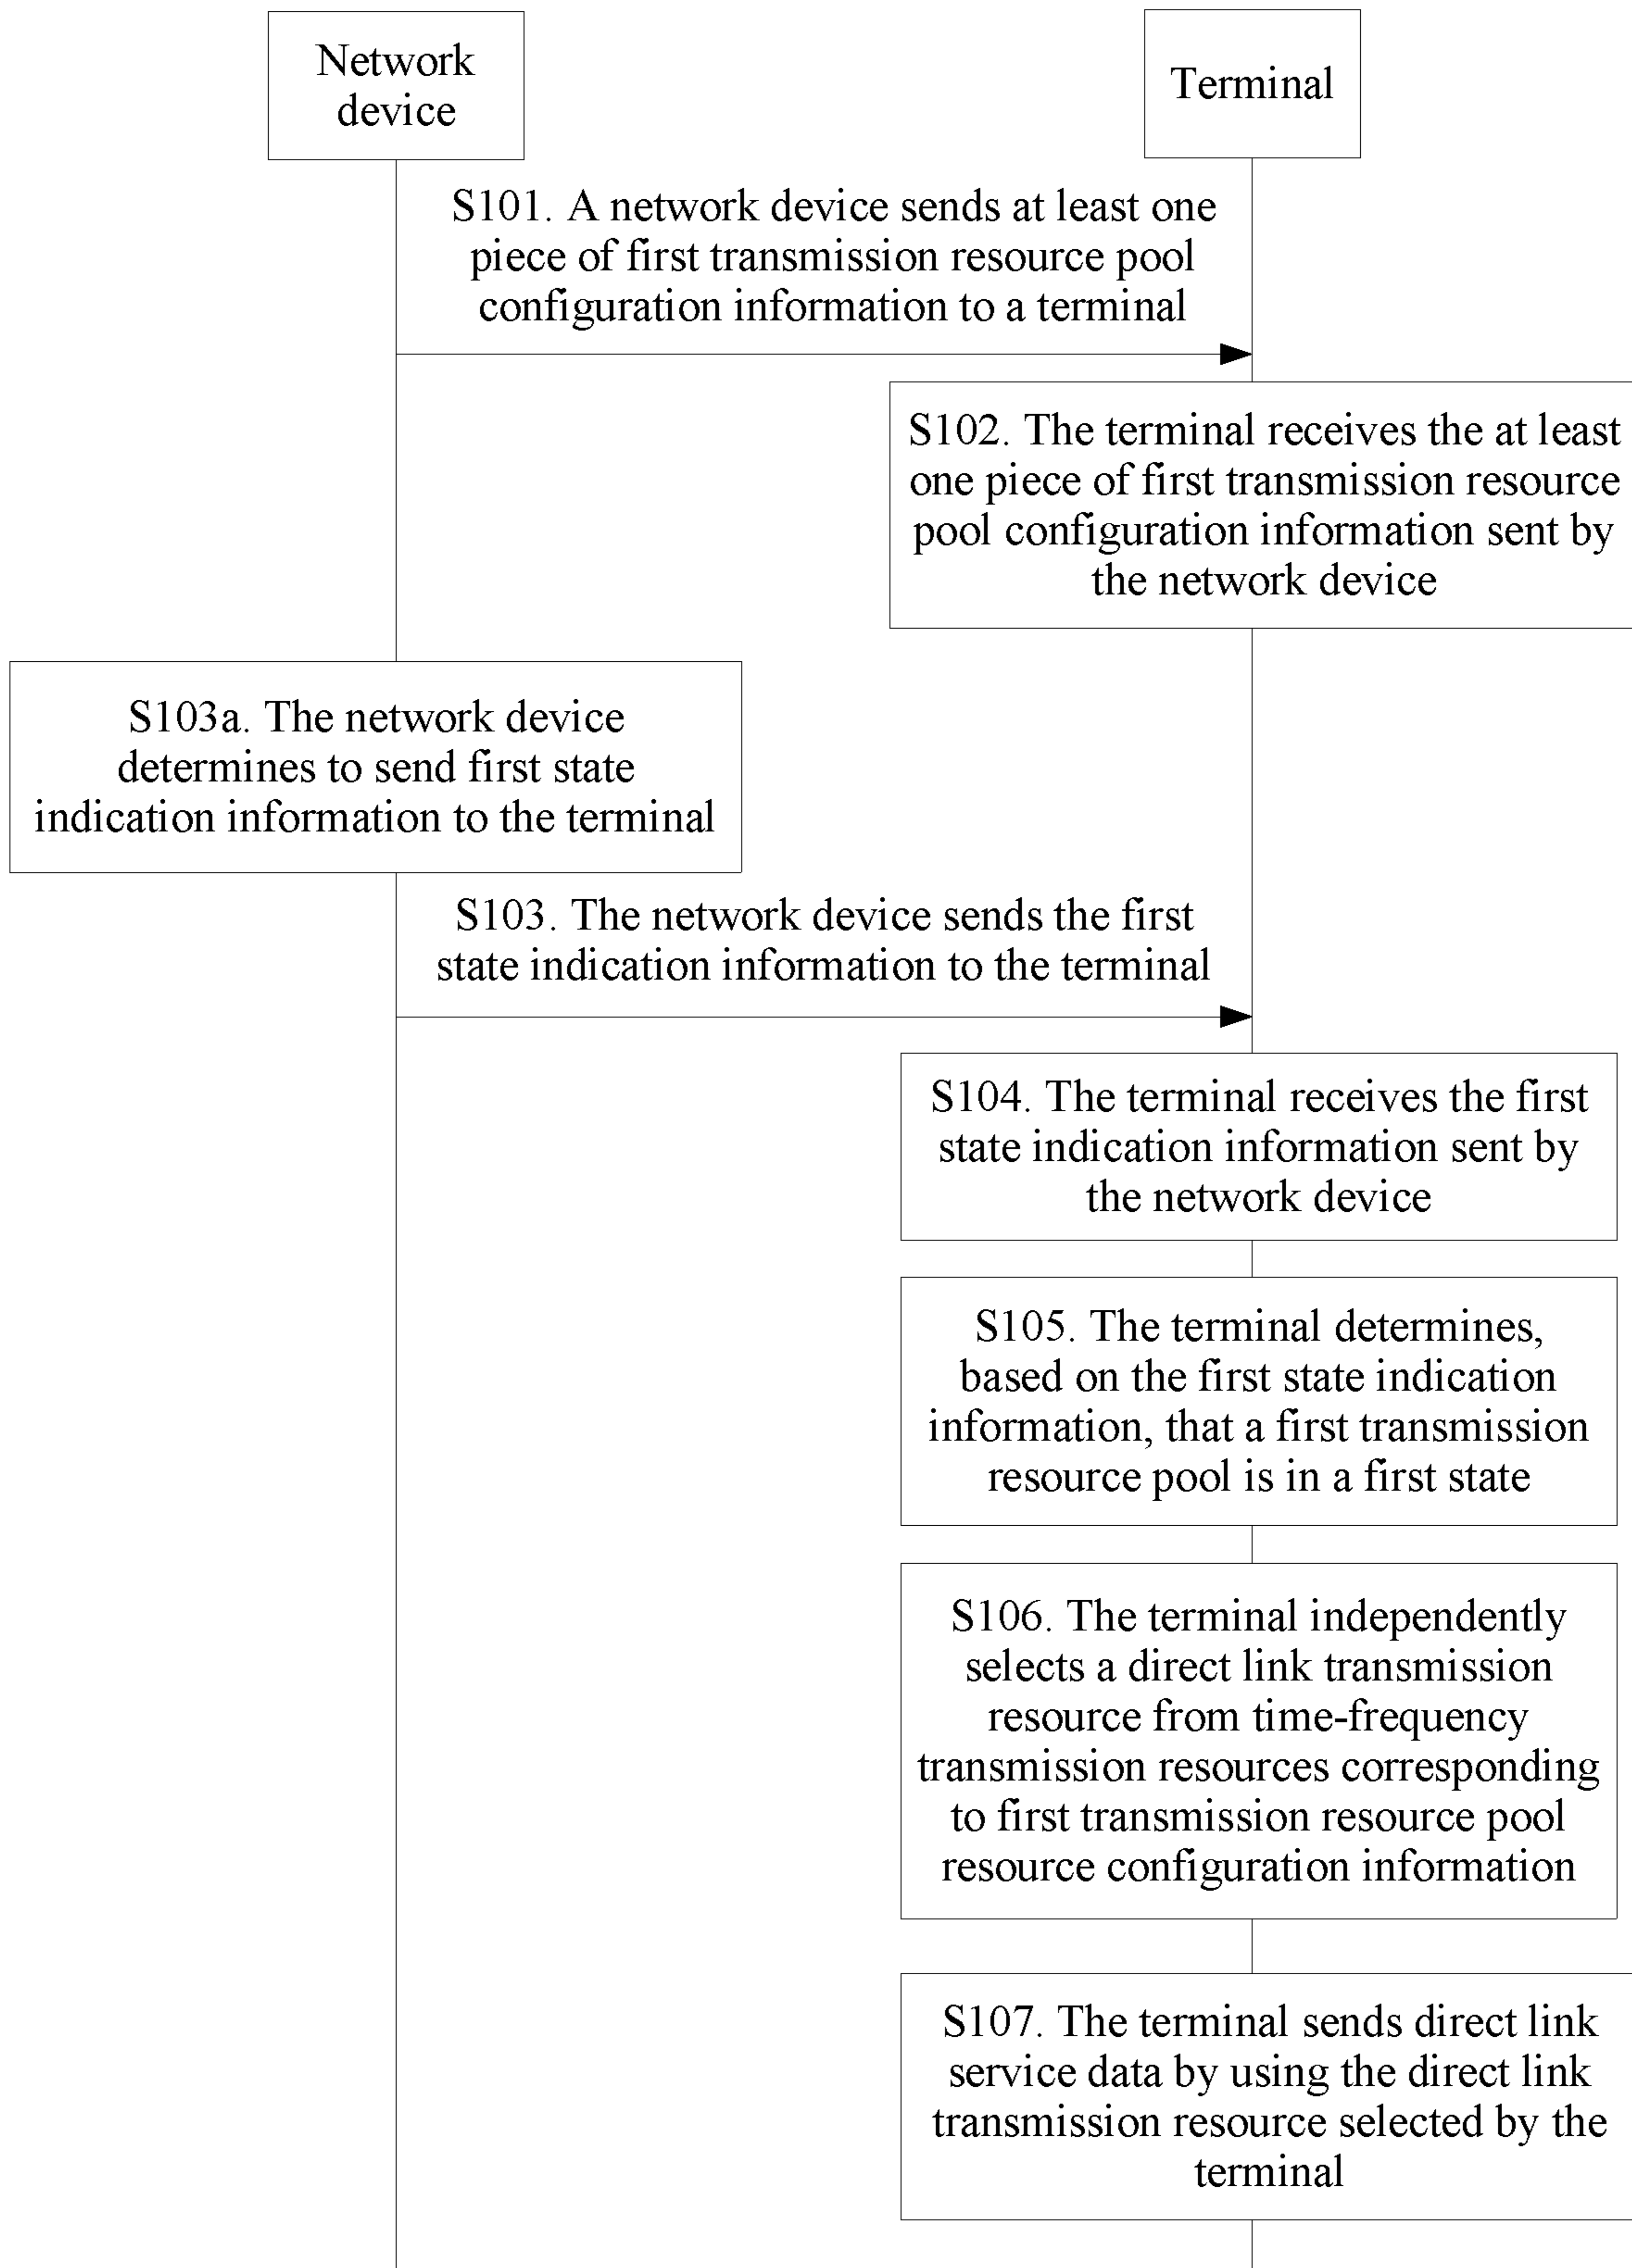 Network
device
Terminal
S101. A network device sends at least one
piece of first transmission resource pool
configuration information to a terminal
S102. The terminal receives the at least
one piece of first transmission resource
pool configuration information sent by
the network device
S103a. The network device
determines to send first state
indication information to the terminal
S103. The network device sends the first
state indication information to the terminal
S104. The terminal receives the first
state indication information sent by
the network device
S105. The terminal determines,
based on the first state indication
information, that a first transmission
resource pool is in a first state
S106. The terminal independently
selects a direct link transmission
resource from time-frequency
transmission resources corresponding
to first transmission resource pool
resource configuration information
S107. The terminal sends direct link
service data by using the direct link
transmission resource selected by the
terminal